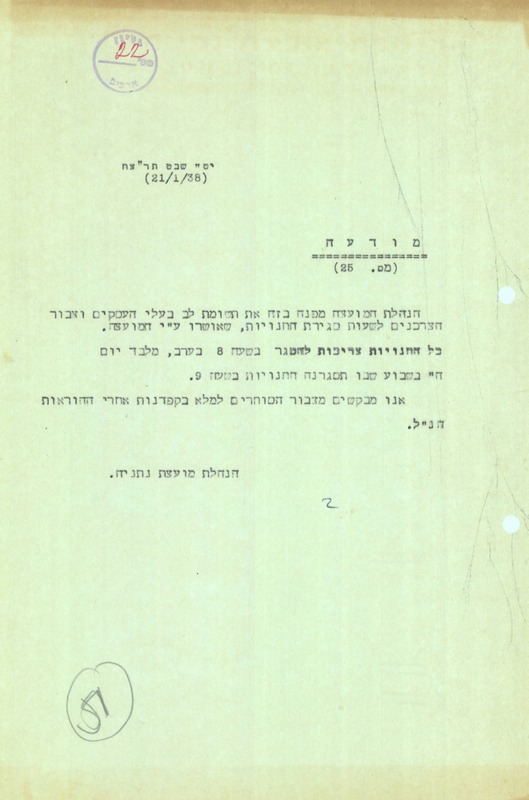 22
יט" שבט תר"צח
(21/1/38)
מ ו ד ע ה
(מס. 25)
הנהלת המועצה מפנה בזה את תשומת לב בעלי העסקים וצבור
הצרכנים לשעות סגירת החנויות, שאושרו ע"י המועצה.
כל החנויות צריכות להסגר בשעה 8 בערב, מלבד יום
ה" בשבוע שבו תסגרנה החנויות בשעה 9.
אנו מבקשים מצבור הסוחרים למלא בקפדנות אחרי ההוראות
הנ"ל.
הנהלת מועצת נתניה.